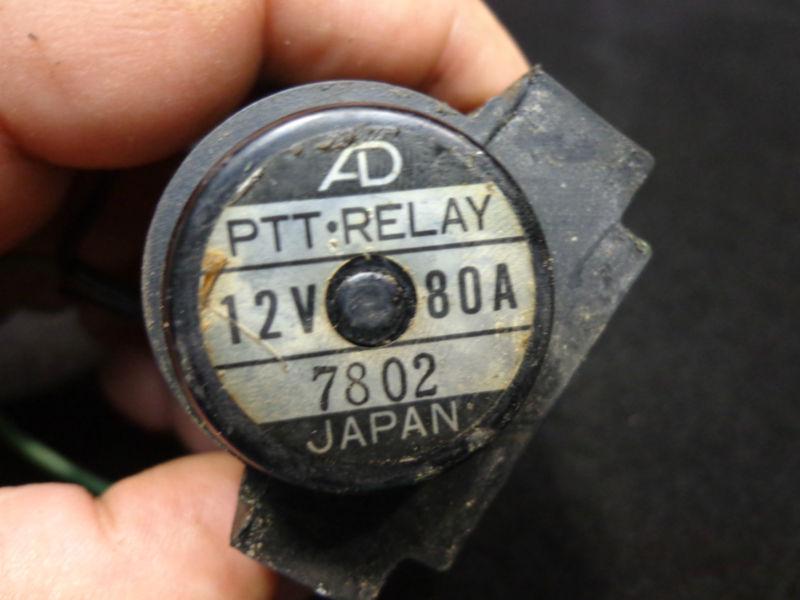 AD
PTT·RELAY
12V 80A
7802
JAPAN